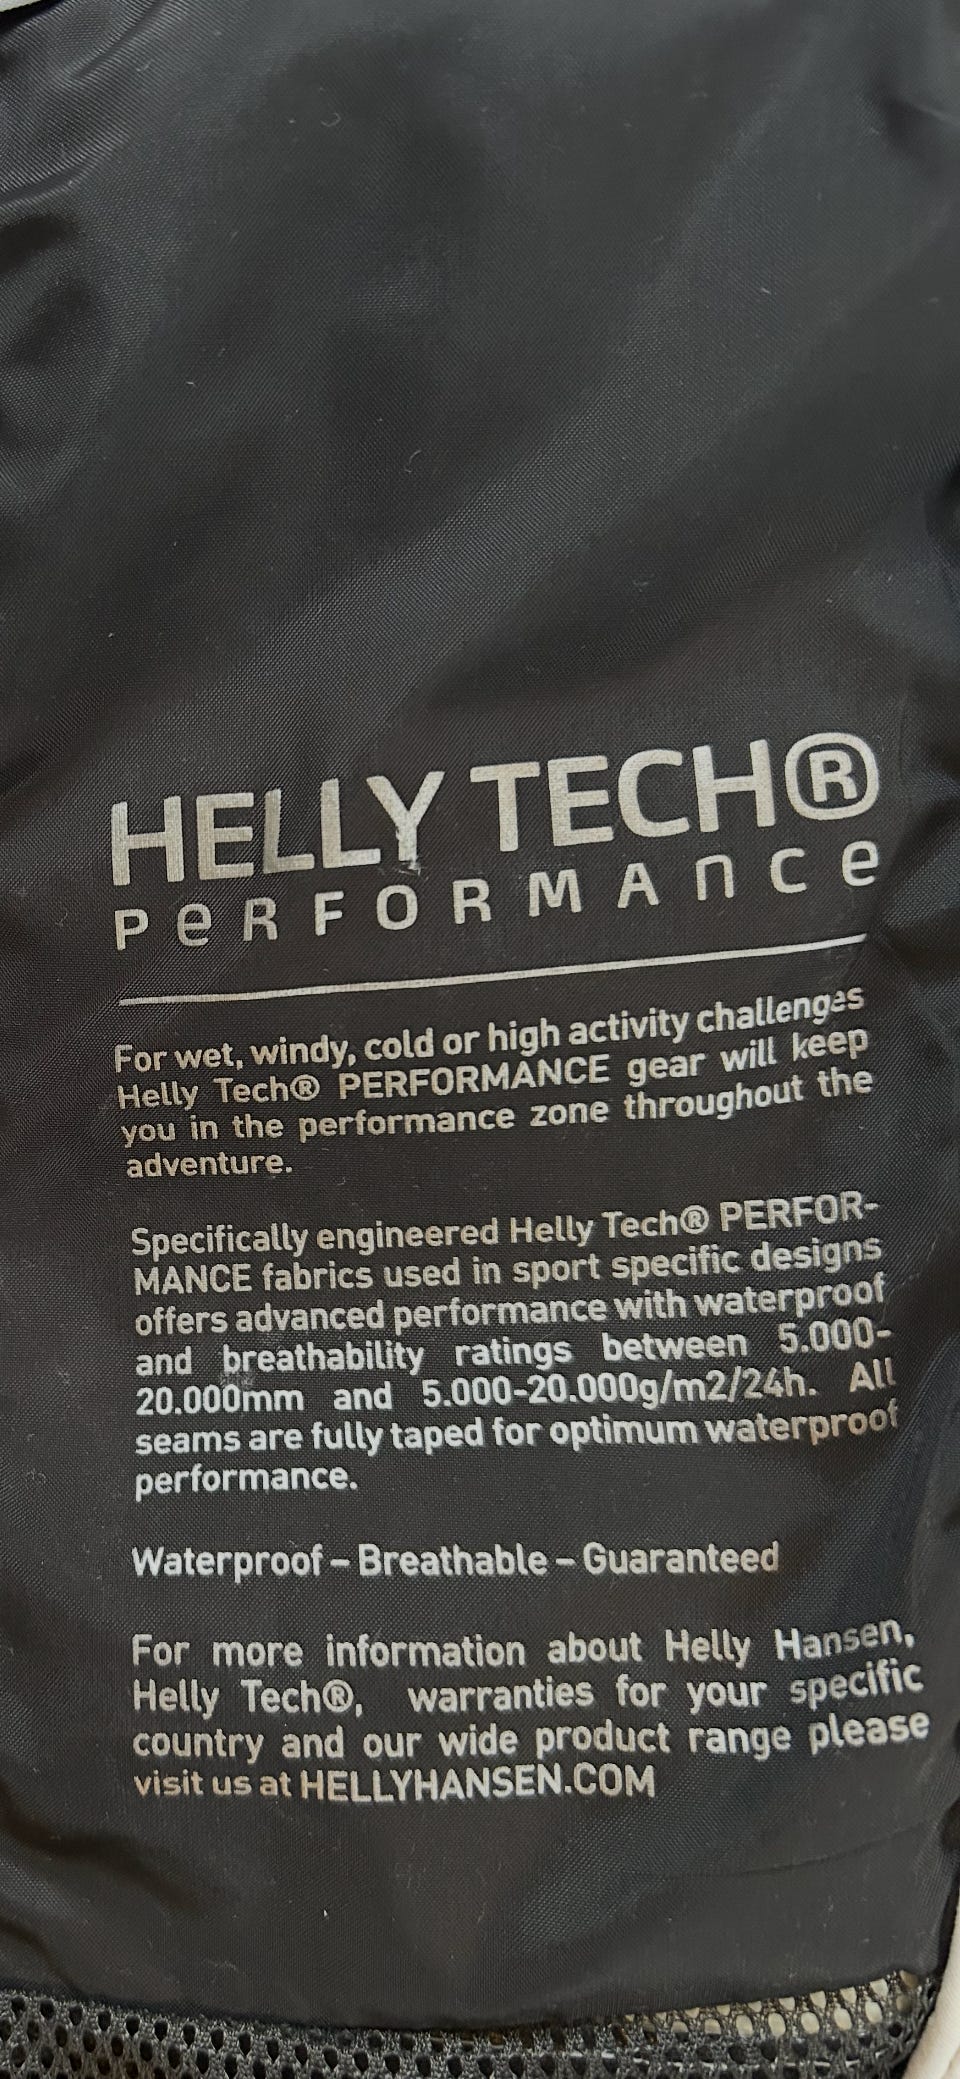 HELLY TECH®
PeRFORMAnce
For wet, windy, cold or high activity challenges
Helly Tech® PERFORMANCE gear will keep
you in the performance zone throughout the
adventure.
Specifically engineered Helly Tech® PERFOR-
MANCE fabrics used in sport specific designs
offers advanced performance with waterproof
and breathability ratings between 5.000-
20.000mm and 5.000-20.000g/m2/24h. All
seams are fully taped for optimum waterproof
performance.
Waterproof – Breathable – Guaranteed
For more information about Helly Hansen,
Helly Tech®, warranties for your specific
country and our wide product range please
visit us at HELLYHANSEN.COM